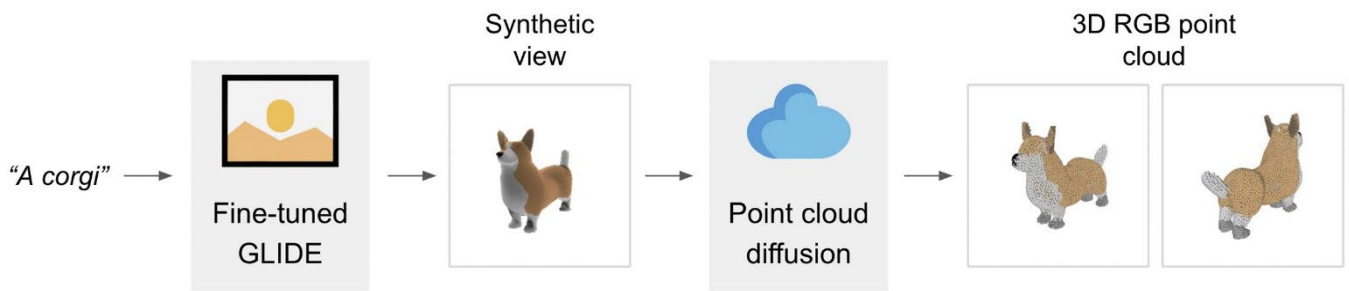 Synthetic
view
3D RGB point
cloud
“A corgi”
Fine-tuned
GLIDE
Point cloud
diffusion